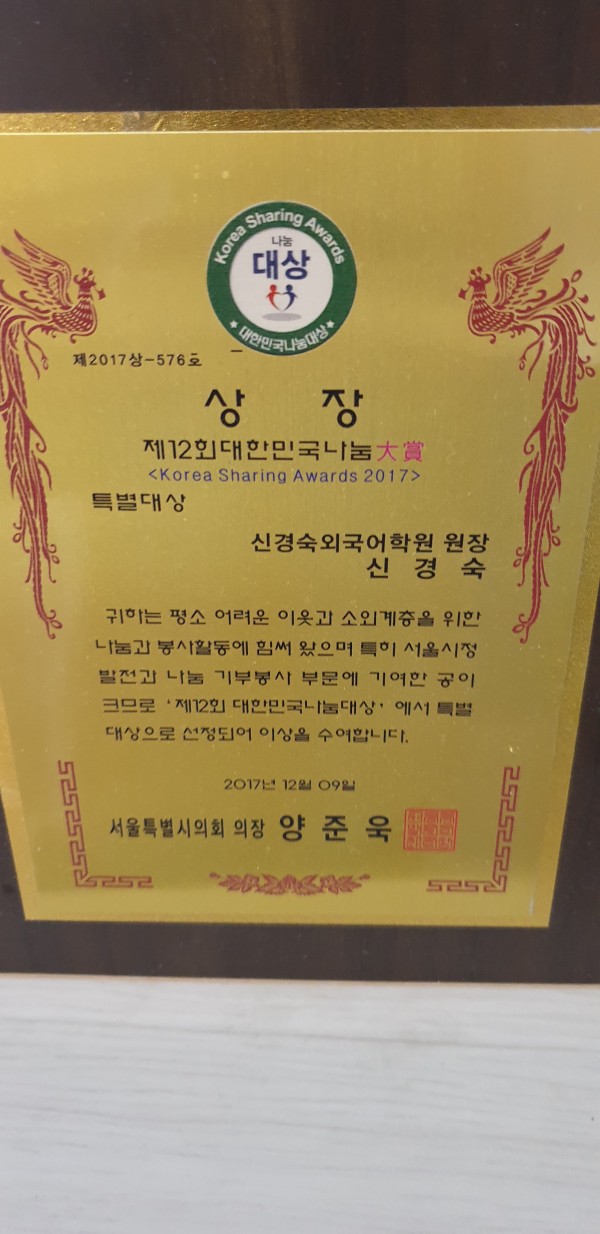 Korea Sharing Awards
나눔
대상
★ 대한민국나눔대상 ★
제2017상-576호
상 장
제12회대한민국나눔大賞
<Korea Sharing Awards 2017>
특별대상
신경숙외국어학원 원장
신 경 숙
귀하는 평소 어려운 이웃과 소외계층을 위한
나눔과 봉사활동에 힘써 왔으며 특히 서울시정
발전과 나눔 기부봉사 부문에 기여한 공이
크므로 '제12회 대한민국나눔대상' 에서 특별
대상으로 선정되어 이상을 수여합니다.
2017년 12월 09일
서울특별시의회 의장 양 준 욱